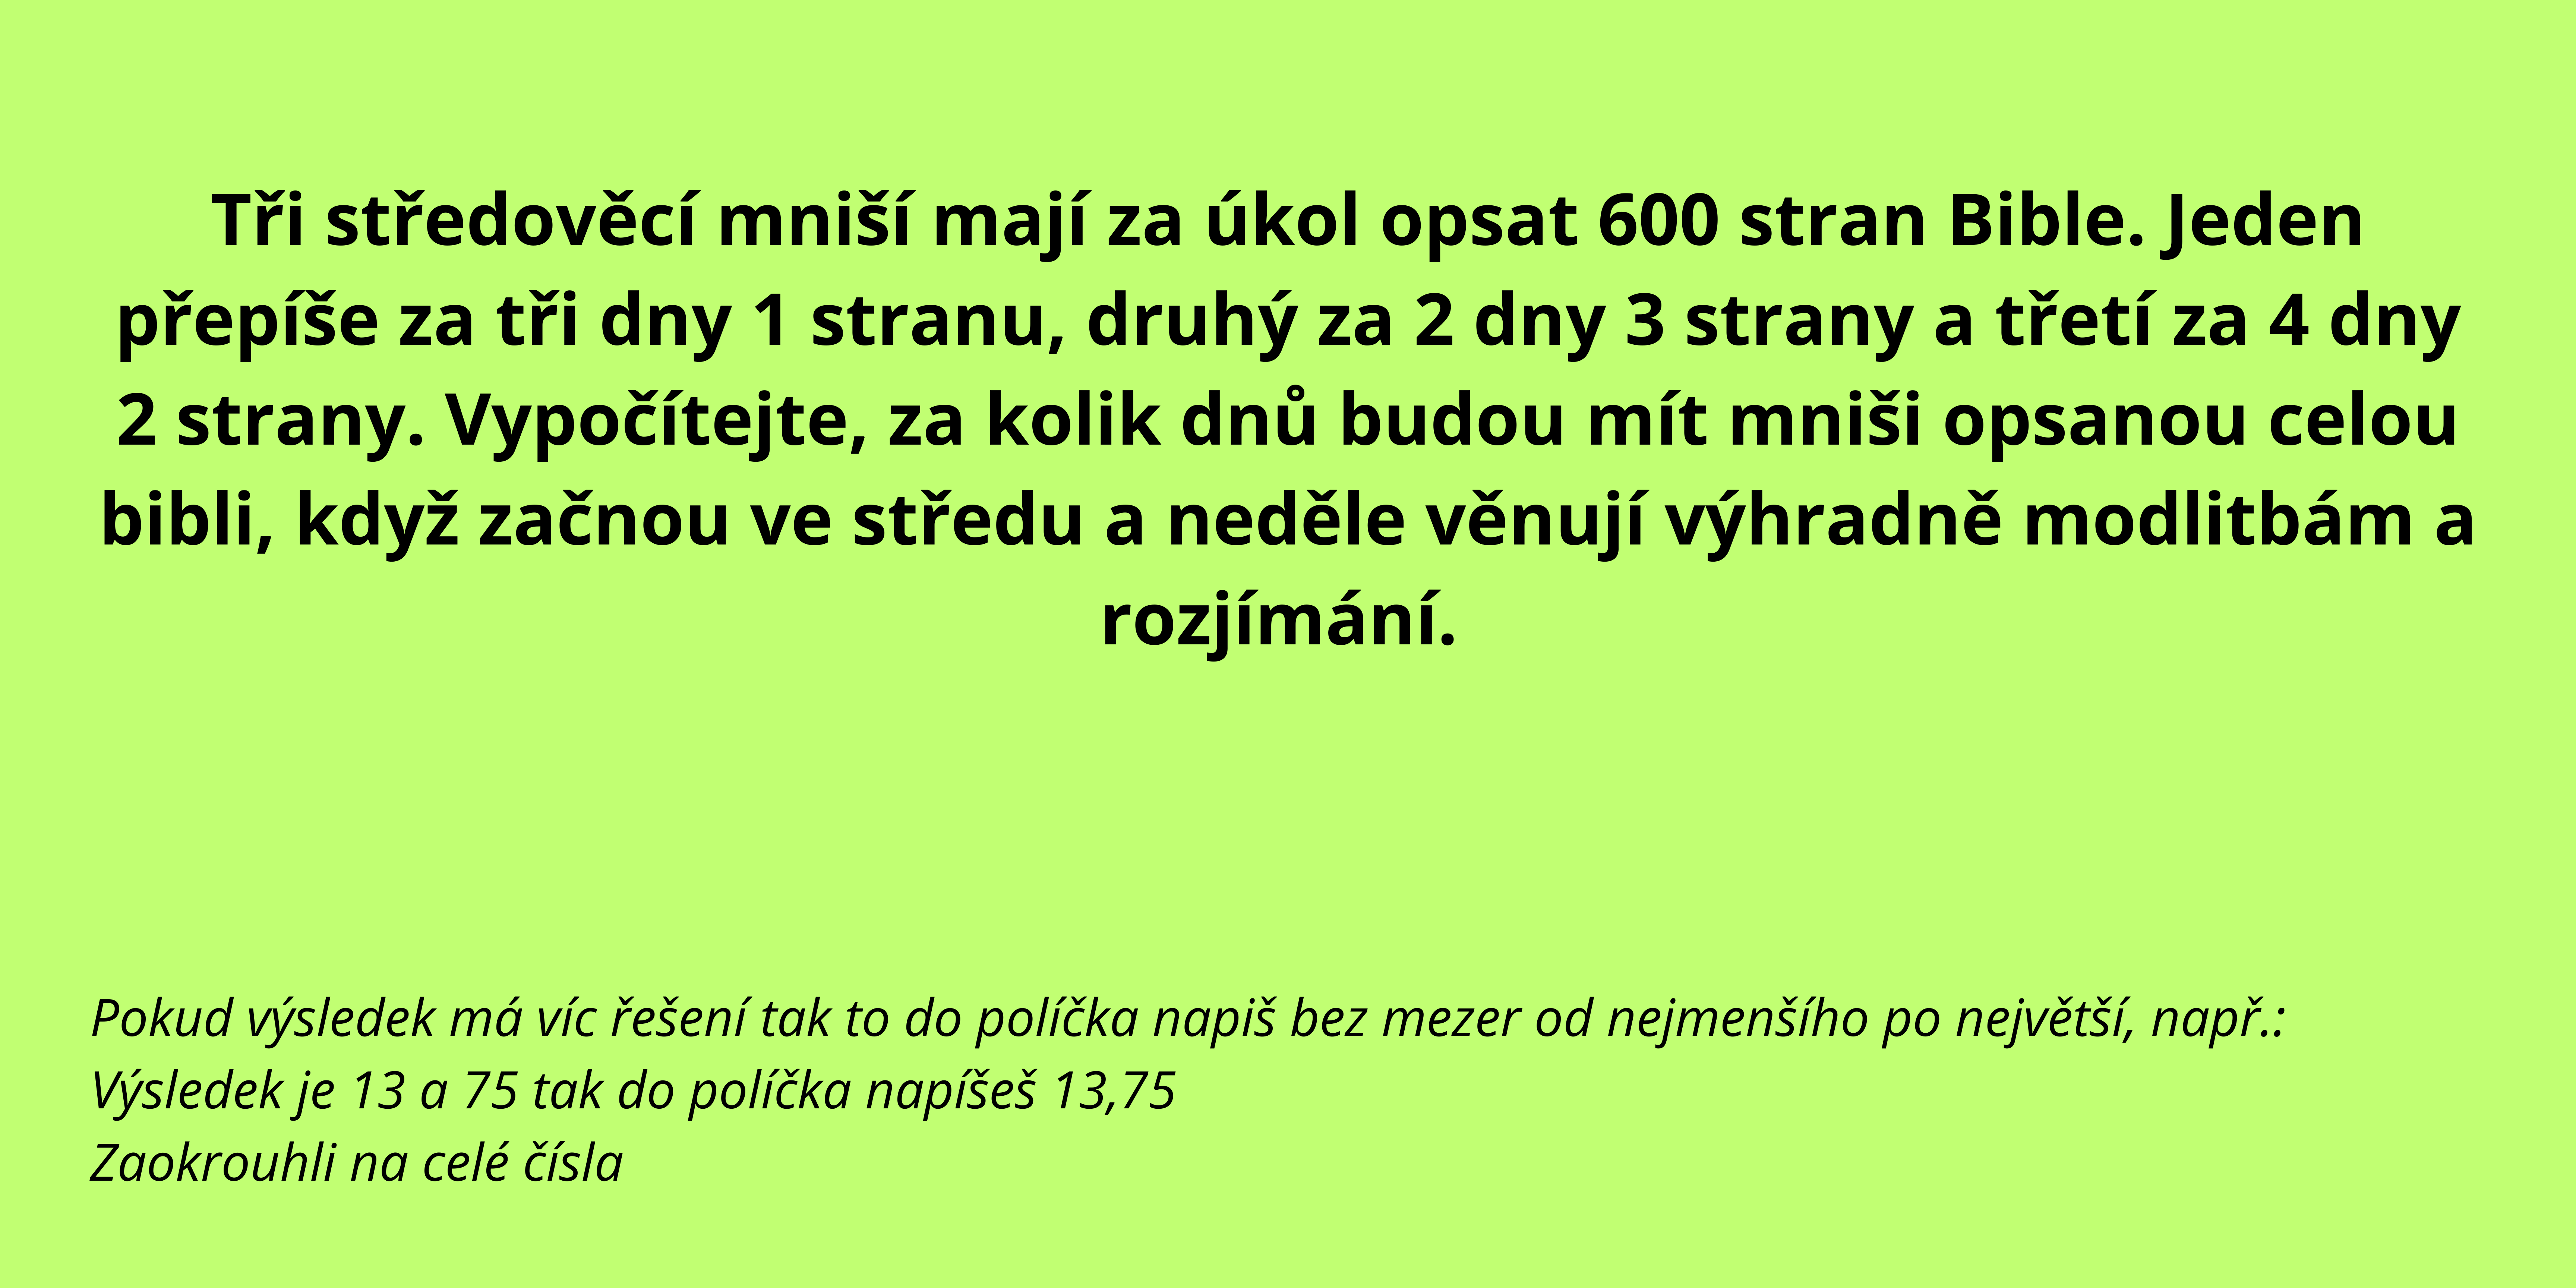 Tři středověcí mniší mají za úkol opsat 600 stran Bible. Jeden
přepíše za tři dny 1 stranu, druhý za 2 dny 3 strany a třetí za 4 dny
2 strany. Vypočítejte, za kolik dnů budou mít mniši opsanou celou
bibli, když začnou ve středu a neděle věnují výhradně modlitbám a
rozjímání.
Pokud výsledek má víc řešení tak to do políčka napiš bez mezer od nejmenšího po největší, např.:
Výsledek je 13 a 75 tak do políčka napíšeš 13,75
Zaokrouhli na celé čísla